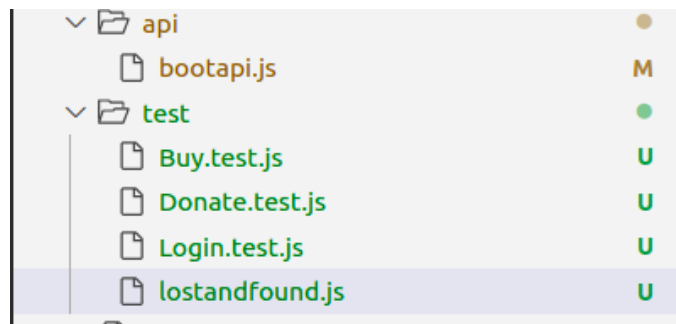 api
bootapi.js M
test
Buy.test.js U
Donate.test.js U
Login.test.js U
lostandfound.js U